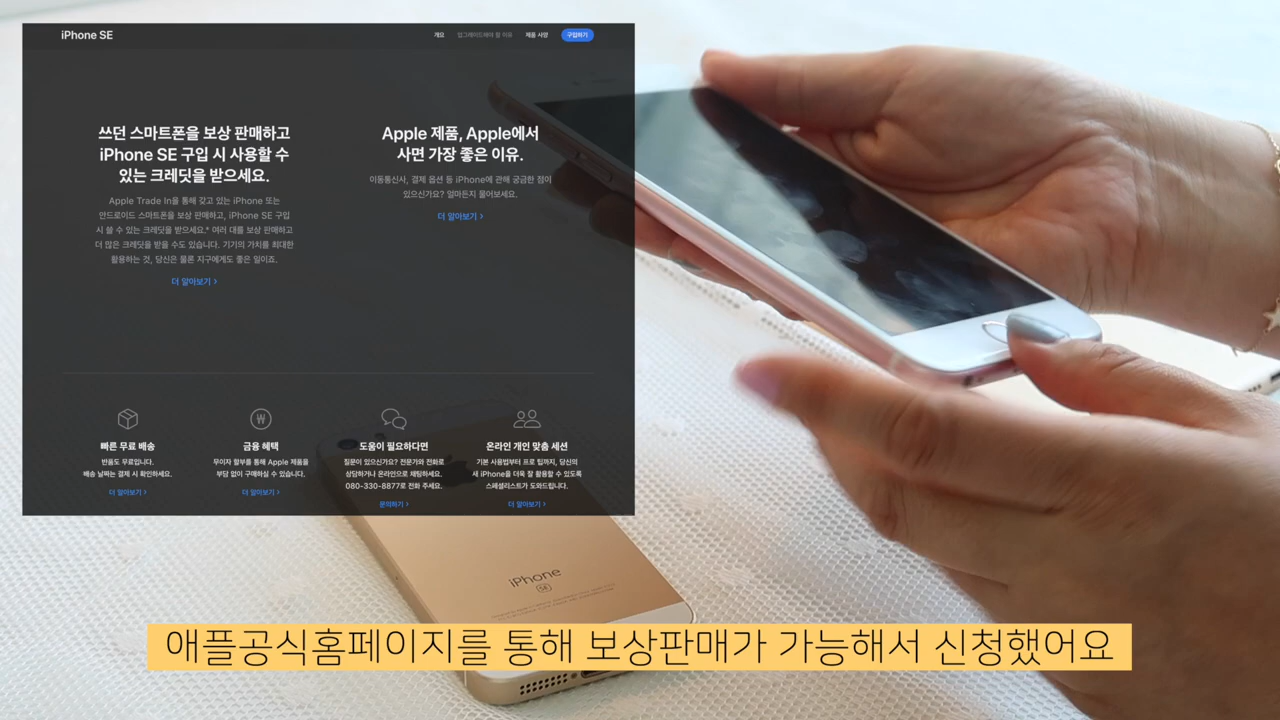 iPhone SE
개요
업그레이드해야 할 이유
제품 사양
구입하기
쓰던 스마트폰을 보상 판매하고
iPhone SE 구입 시 사용할 수
있는 크레딧을 받으세요.
Apple Trade In을 통해 갖고 있는 iPhone 또는
안드로이드 스마트폰을 보상 판매하고, iPhone SE 구입
시 쓸 수 있는 크레딧을 받으세요.* 여러 대를 보상 판매하고
더 많은 크레딧을 받을 수도 있습니다. 기기의 가치를 최대한
활용하는 것, 당신은 물론 지구에게도 좋은 일이죠.
더 알아보기 >
Apple 제품, Apple에서
사면 가장 좋은 이유.
이동통신사, 결제 옵션 등 iPhone에 관해 궁금한 점이
있으신가요? 얼마든지 물어보세요.
더 알아보기 >
빠른 무료 배송
반품도 무료입니다.
배송 날짜는 결제 시 확인하세요.
더 알아보기 >
₩
금융 혜택
무이자 할부를 통해 Apple 제품을
부담 없이 구매하실 수 있습니다.
더 알아보기 >
도움이 필요하다면
질문이 있으신가요? 전문가와 전화로
상담하거나 온라인으로 채팅하세요.
080-330-8877로 전화 주세요.
문의하기 >
온라인 개인 맞춤 세션
기본 사용법부터 프로 팁까지, 당신의
새 iPhone을 더욱 잘 활용할 수 있도록
스페셜리스트가 도와드립니다.
더 알아보기 >
iPhone
SE
애플공식홈페이지를 통해 보상판매가 가능해서 신청했어요